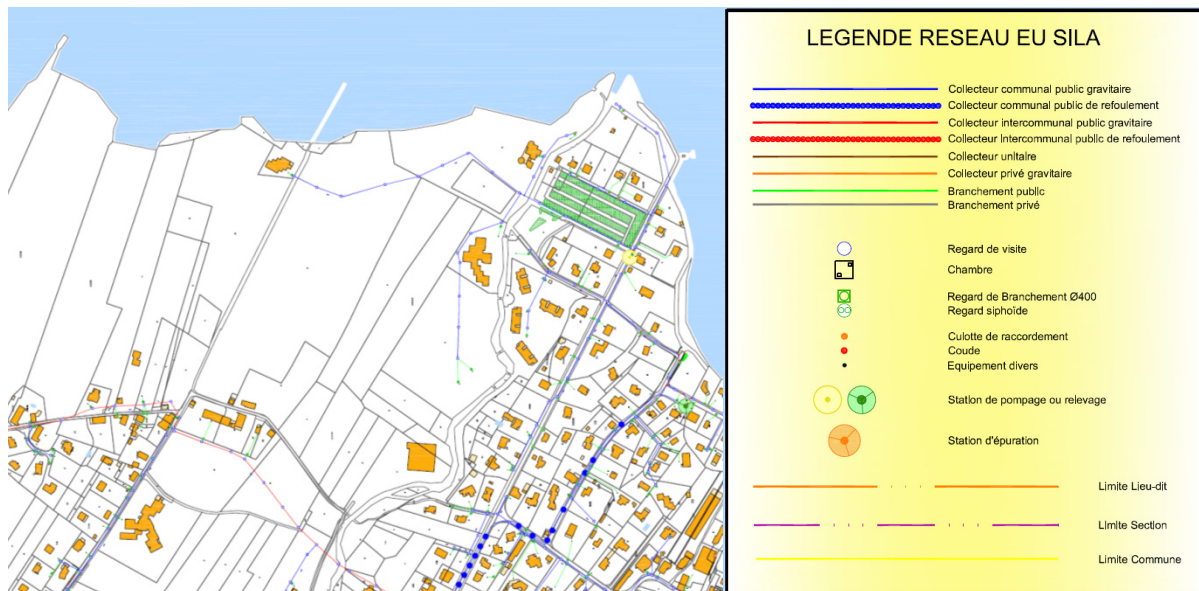 LEGENDE RESEAU EU SILA
Collecteur communal public gravitaire
Collecteur communal public de refoulement
Collecteur intercommunal public gravitaire
Collecteur Intercommunal public de refoulement
Collecteur unitaire
Collecteur privé gravitaire
Branchement public
Branchement privé
Regard de visite
Chambre
Regard de Branchement Ø400
Regard siphoïde
Culotte de raccordement
Coude
Equipement divers
Station de pompage ou relevage
Station d'épuration
Limite Lieu-dit
Limite Section
Limite Commune